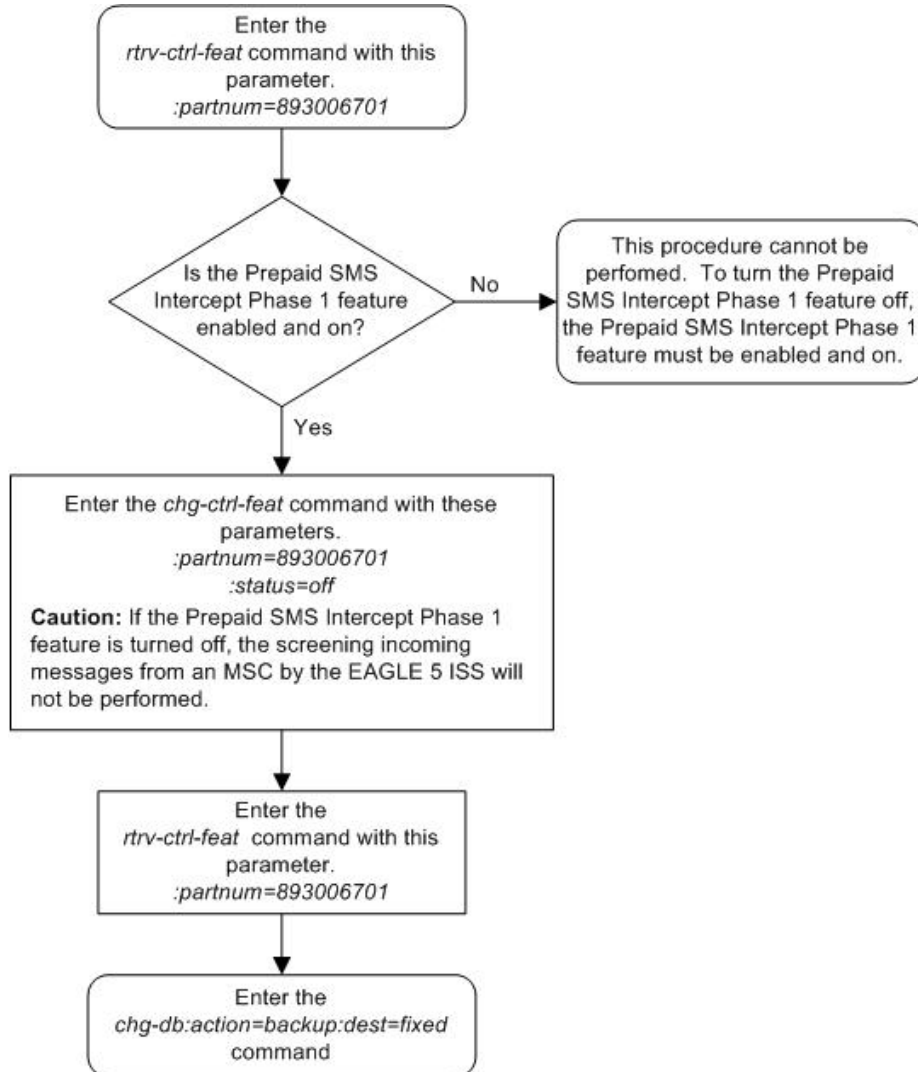 Enter the
rtrv-ctrl-feat command with this
parameter.
:partnum=893006701
Is the Prepaid SMS
Intercept Phase 1 feature
enabled and on?
No
This procedure cannot be
perfomed. To turn the Prepaid
SMS Intercept Phase 1 feature off,
the Prepaid SMS Intercept Phase 1
feature must be enabled and on.
Yes
Enter the chg-ctrl-feat command with these
parameters.
:partnum=893006701
:status=off
Caution: If the Prepaid SMS Intercept Phase 1
feature is turned off, the screening incoming
messages from an MSC by the EAGLE 5 ISS will
not be performed.
Enter the
rtrv-ctrl-feat command with this
parameter.
:partnum=893006701
Enter the
chg-db:action=backup:dest=fixed
command